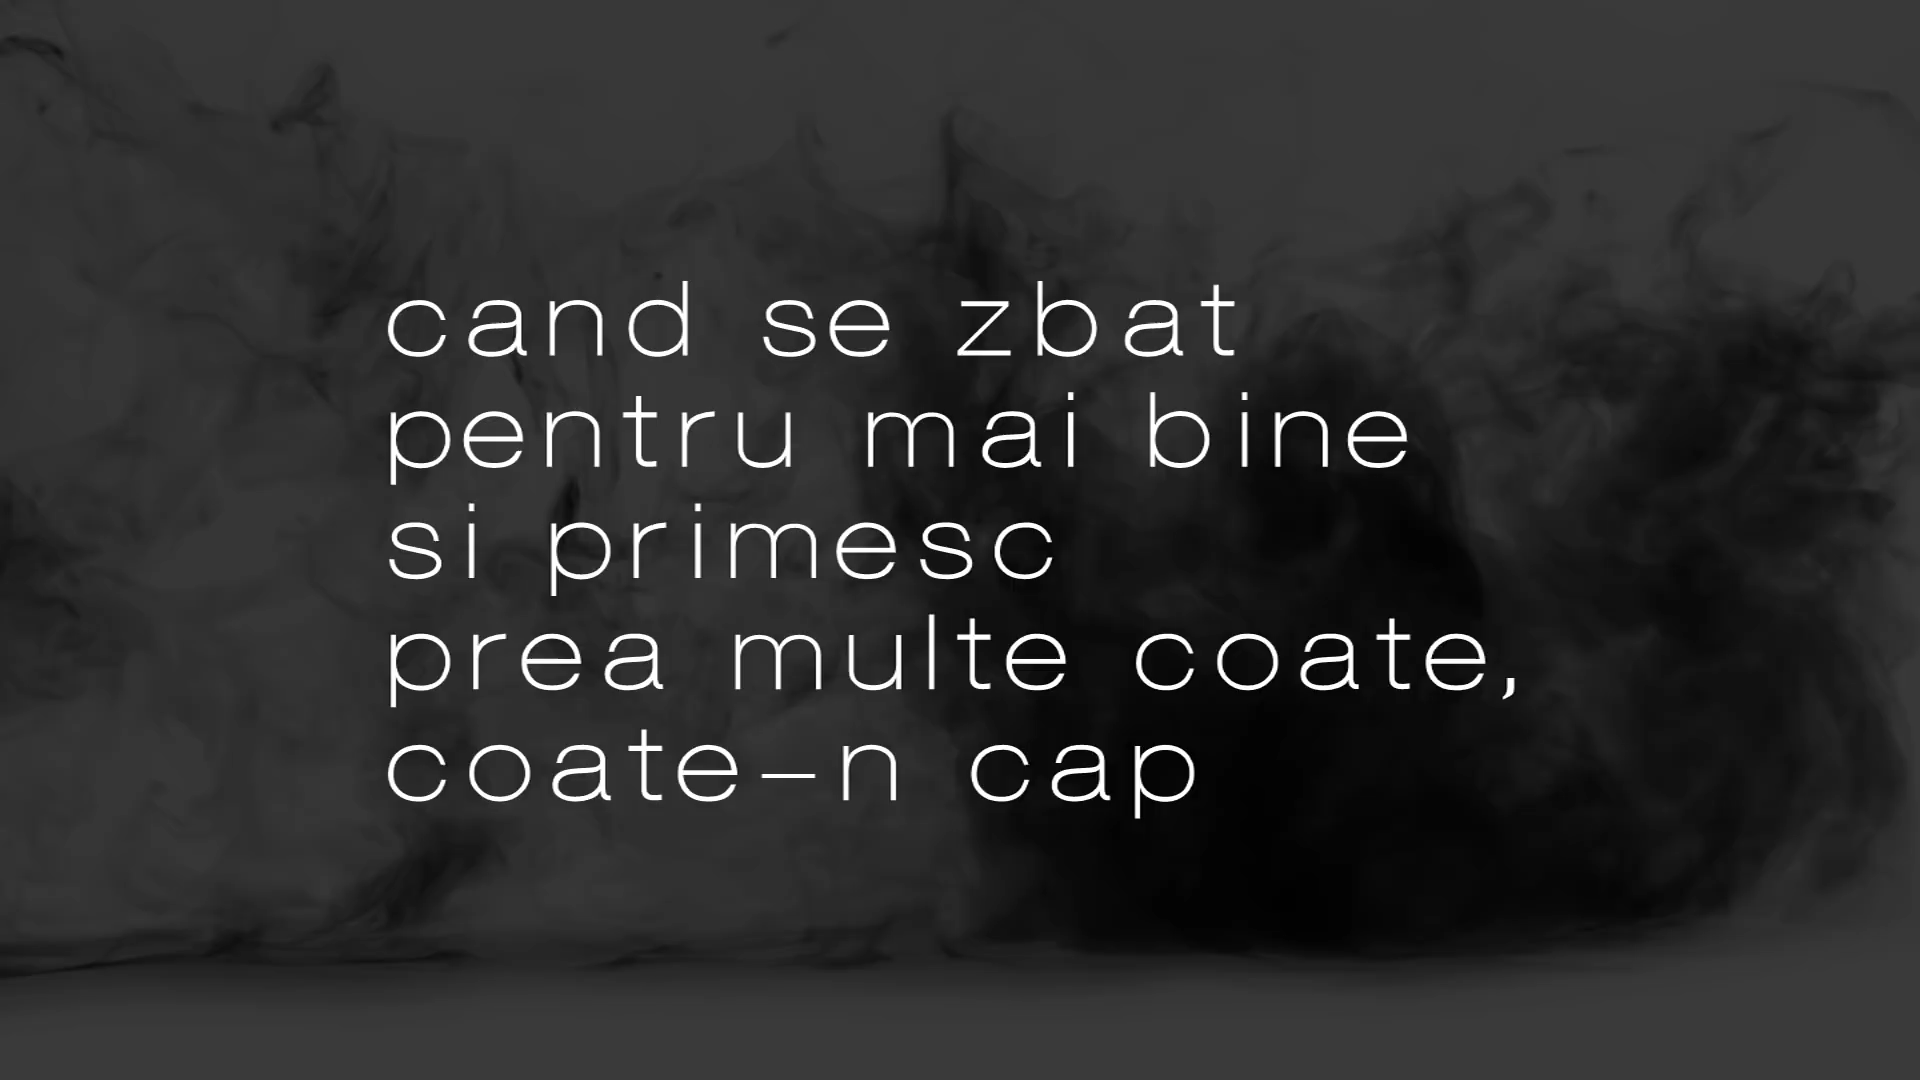 cand se zbat
pentru mai bine
si primesc
prea multe coate,
coate-n cap